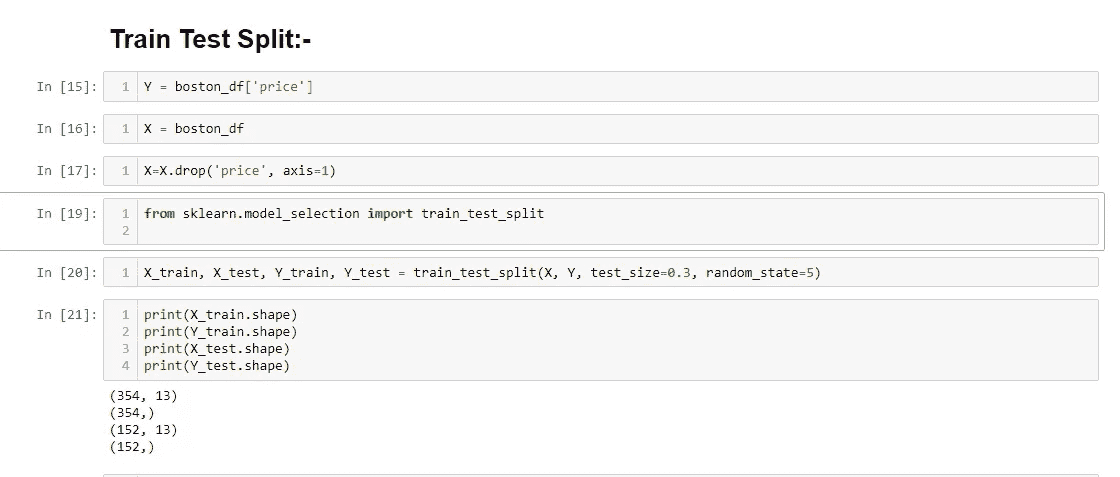 Train Test Split:-
In [15]: 1 Y = boston_df['price']
In [16]: 1 X = boston_df
In [17]: 1 X=X.drop('price', axis=1)
In [19]: 1 from sklearn.model_selection import train_test_split
2
In [20]: 1 X_train, X_test, Y_train, Y_test = train_test_split(X, Y, test_size=0.3, random_state=5)
In [21]: 1 print(X_train.shape)
2 print(Y_train.shape)
3 print(X_test.shape)
4 print(Y_test.shape)
(354, 13)
(354,)
(152, 13)
(152,)